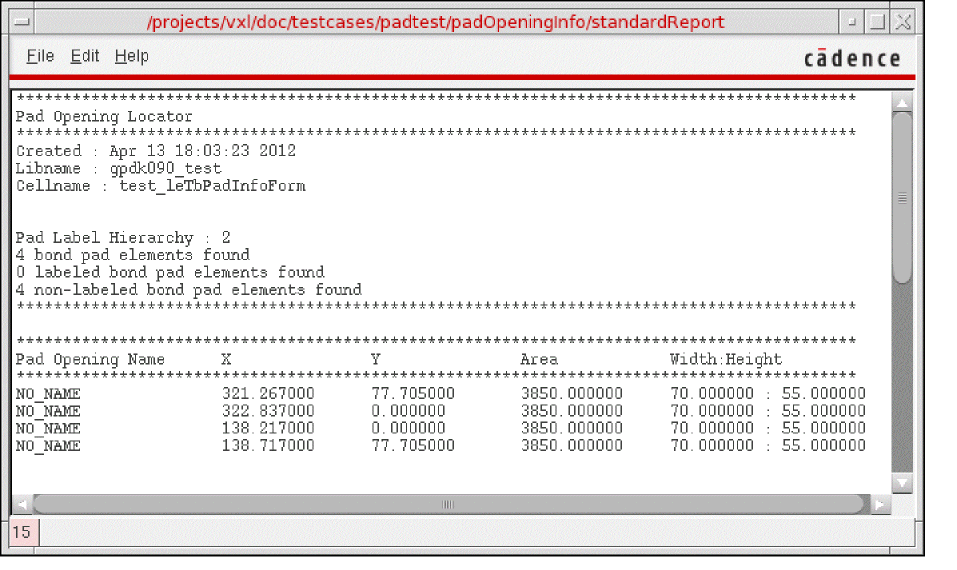 /projects/vxl/doc/testcases/padtest/padOpeningInfo/standardReport
File Edit Help
cādence
******************************************************************************************
Pad Opening Locator
******************************************************************************************
Created : Apr 13 18:03:23 2012
Libname : gpdk090_test
Cellname : test_leTbPadInfoForm
Pad Label Hierarchy : 2
4 bond pad elements found
0 labeled bond pad elements found
4 non-labeled bond pad elements found
******************************************************************************************
******************************************************************************************
Pad Opening Name X Y Area Width:Height
******************************************************************************************
NO_NAME 321.267000 77.705000 3850.000000 70.000000 : 55.000000
NO_NAME 322.837000 0.000000 3850.000000 70.000000 : 55.000000
NO_NAME 138.217000 0.000000 3850.000000 70.000000 : 55.000000
NO_NAME 138.717000 77.705000 3850.000000 70.000000 : 55.000000
15